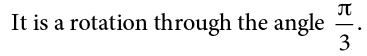 It is a rotation through the angle π/3.